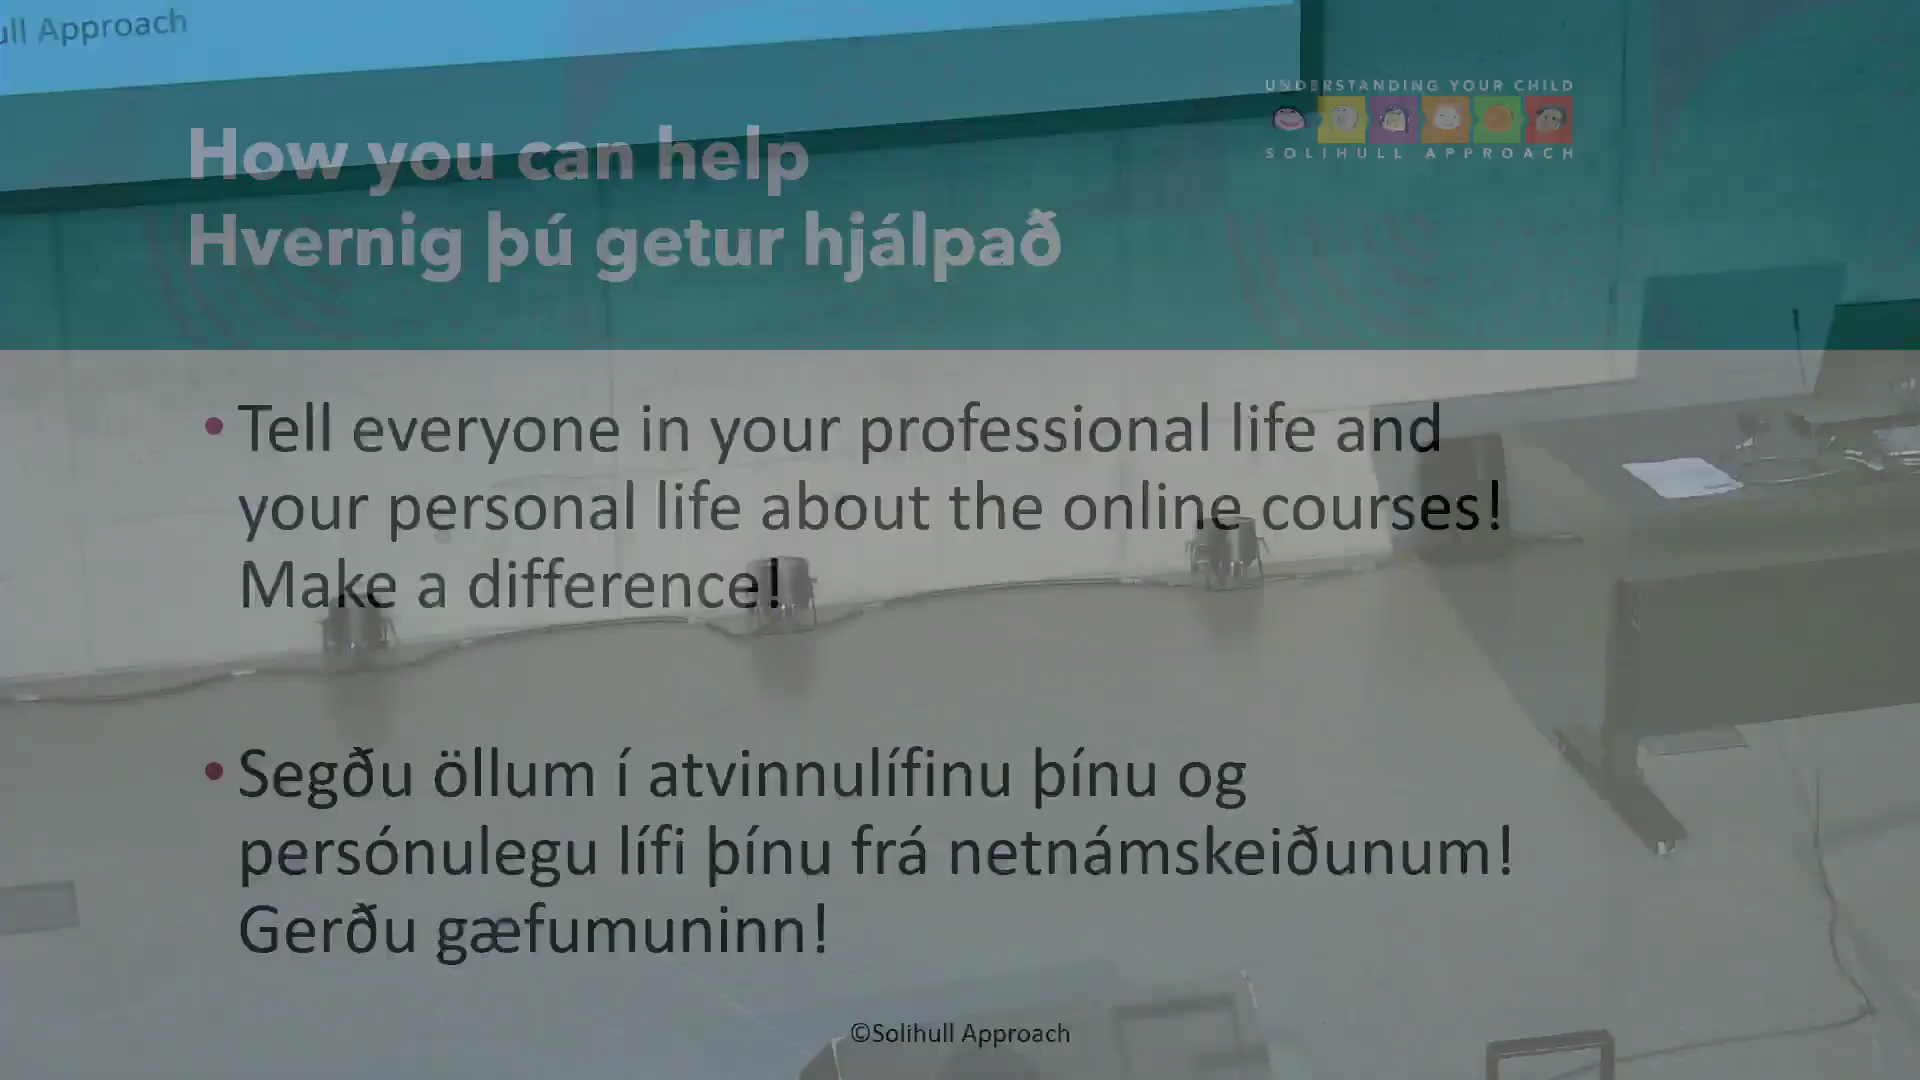 ull Approach
UNDERSTANDING YOUR CHILD
SOLIHULL APPROACH
How you can help
Hvernig þú getur hjálpað
• Tell everyone in your professional life and
your personal life about the online courses!
Make a difference!
• Segðu öllum í atvinnulífinu þínu og
persónulegu lífi þínu frá netnámskeiðunum!
Gerðu gæfumuninn!
©Solihull Approach